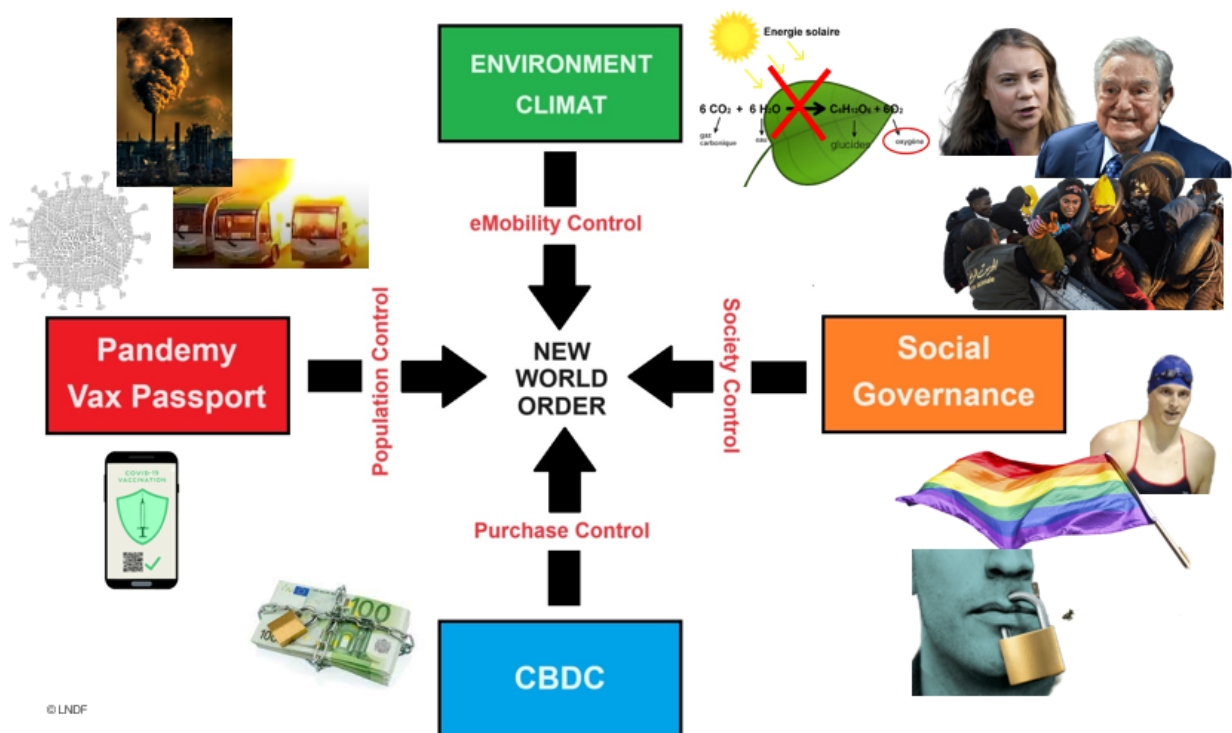 ENVIRONMENT
CLIMAT
Energie solaire
6 CO2 + 6 H2O C6H12O6 + 6O2
gaz
carbonique
eau
glucides
oxygène
eMobility Control
Pandemy
Vax Passport
Population Control
NEW
WORLD
ORDER
Society Control
Social
Governance
COVID-19
VACCINATION
Purchase Control
100
CBDC
© LNDF